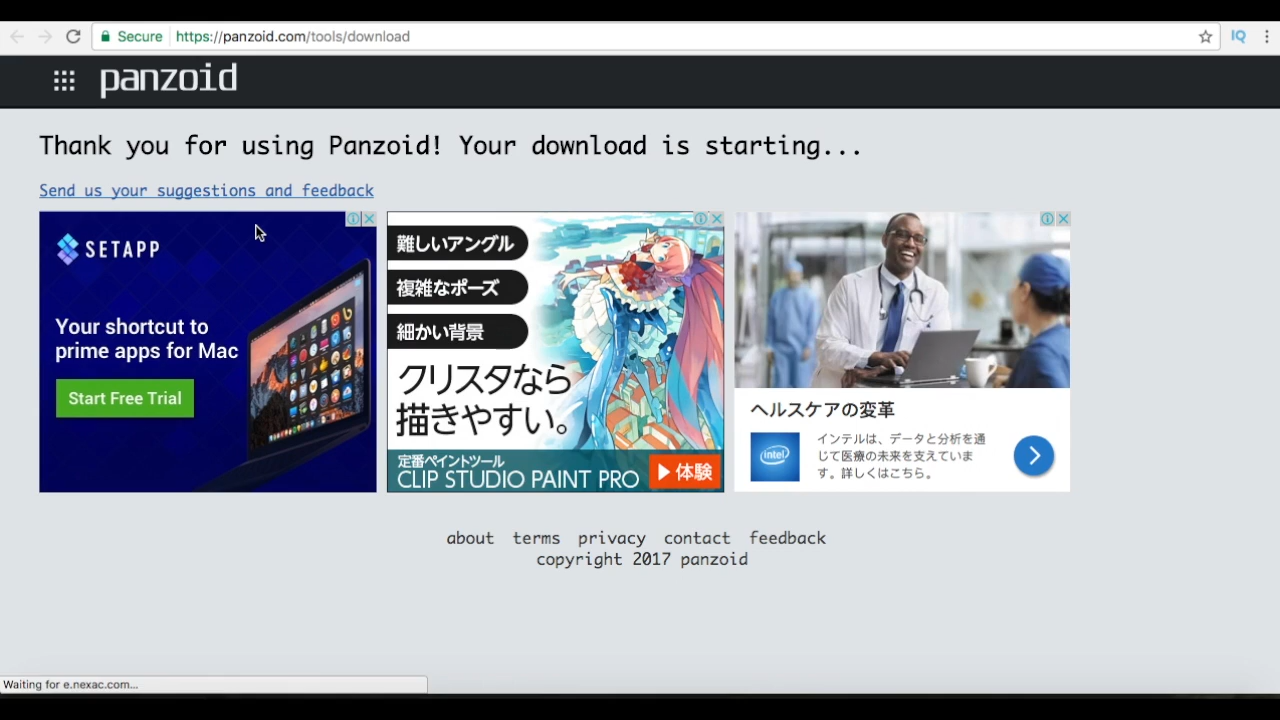 Secure
https://panzoid.com/tools/download
IQ
panzoid
Thank you for using Panzoid! Your download is starting...
Send us your suggestions and feedback
SETAPP
Your shortcut to
prime apps for Mac
Start Free Trial
難しいアングル
複雑なポーズ
細かい背景
クリスタなら
描きやすい。
定番ペイントツール
CLIP STUDIO PAINT PRO
体験
ヘルスケアの変革
intel
インテルは、データと分析を通
じて医療の未来を支えていま
す。詳しくはこちら。
about terms privacy contact feedback
copyright 2017 panzoid
Waiting for e.nexac.com...